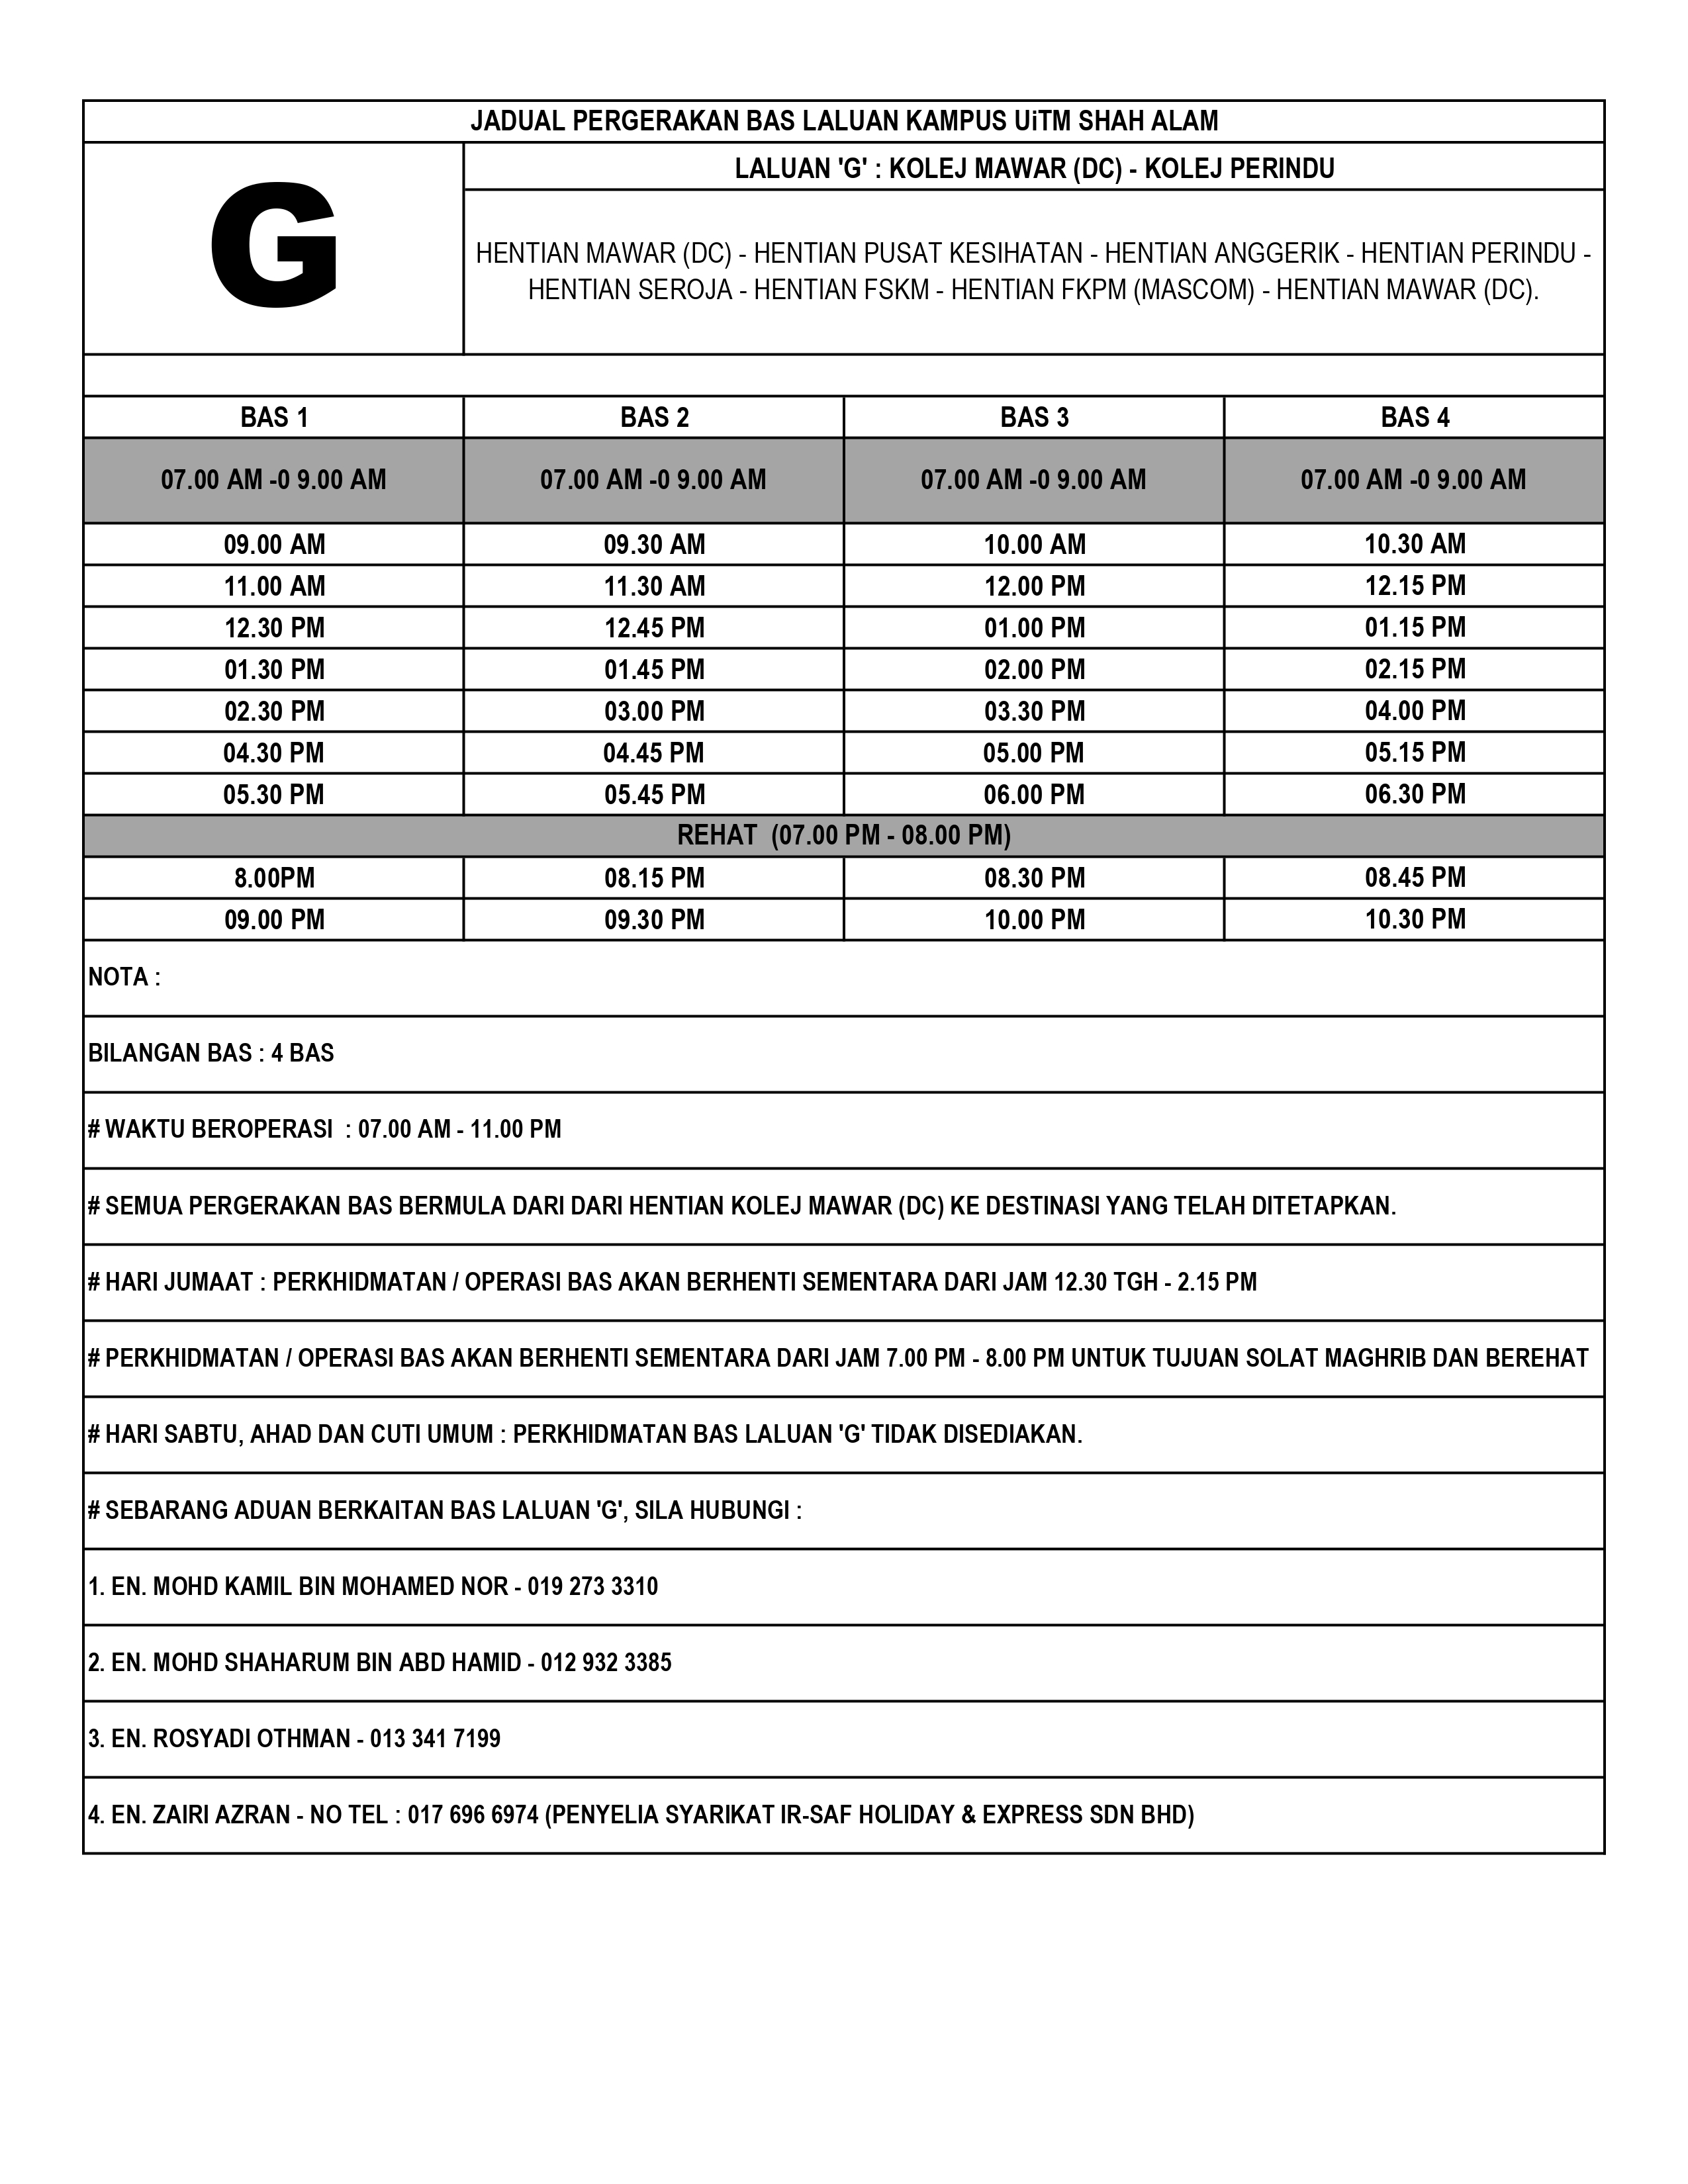 JADUAL PERGERAKAN BAS LALUAN KAMPUS UiTM SHAH ALAM
G
LALUAN 'G' : KOLEJ MAWAR (DC) - KOLEJ PERINDU
HENTIAN MAWAR (DC) - HENTIAN PUSAT KESIHATAN - HENTIAN ANGGERIK - HENTIAN PERINDU -
HENTIAN SEROJA - HENTIAN FSKM - HENTIAN FKPM (MASCOM) - HENTIAN MAWAR (DC).
BAS 1 BAS 2 BAS 3 BAS 4
07.00 AM -0 9.00 AM 07.00 AM -0 9.00 AM 07.00 AM -0 9.00 AM 07.00 AM -0 9.00 AM
09.00 AM 09.30 AM 10.00 AM 10.30 AM
11.00 AM 11.30 AM 12.00 PM 12.15 PM
12.30 PM 12.45 PM 01.00 PM 01.15 PM
01.30 PM 01.45 PM 02.00 PM 02.15 PM
02.30 PM 03.00 PM 03.30 PM 04.00 PM
04.30 PM 04.45 PM 05.00 PM 05.15 PM
05.30 PM 05.45 PM 06.00 PM 06.30 PM
REHAT (07.00 PM - 08.00 PM)
8.00PM 08.15 PM 08.30 PM 08.45 PM
09.00 PM 09.30 PM 10.00 PM 10.30 PM
NOTA :
BILANGAN BAS : 4 BAS
# WAKTU BEROPERASI : 07.00 AM - 11.00 PM
# SEMUA PERGERAKAN BAS BERMULA DARI DARI HENTIAN KOLEJ MAWAR (DC) KE DESTINASI YANG TELAH DITETAPKAN.
# HARI JUMAAT : PERKHIDMATAN / OPERASI BAS AKAN BERHENTI SEMENTARA DARI JAM 12.30 TGH - 2.15 PM
# PERKHIDMATAN / OPERASI BAS AKAN BERHENTI SEMENTARA DARI JAM 7.00 PM - 8.00 PM UNTUK TUJUAN SOLAT MAGHRIB DAN BEREHAT
# HARI SABTU, AHAD DAN CUTI UMUM : PERKHIDMATAN BAS LALUAN 'G' TIDAK DISEDIAKAN.
# SEBARANG ADUAN BERKAITAN BAS LALUAN 'G', SILA HUBUNGI :
1. EN. MOHD KAMIL BIN MOHAMED NOR - 019 273 3310
2. EN. MOHD SHAHARUM BIN ABD HAMID - 012 932 3385
3. EN. ROSYADI OTHMAN - 013 341 7199
4. EN. ZAIRI AZRAN - NO TEL : 017 696 6974 (PENYELIA SYARIKAT IR-SAF HOLIDAY & EXPRESS SDN BHD)